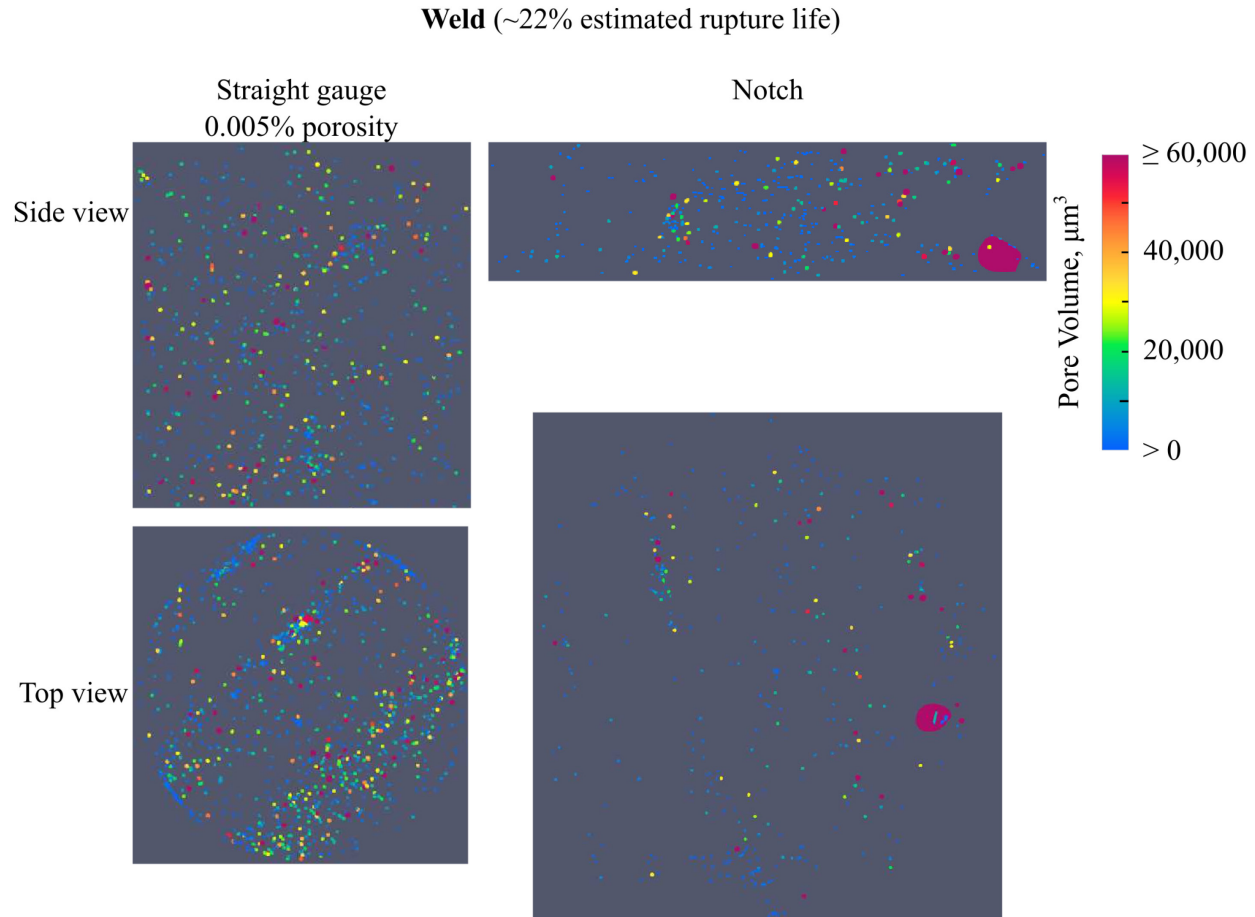 Weld (~22% estimated rupture life)
Straight gauge
0.005% porosity
Notch
Side view
Top view
Pore Volume, µm³
≥ 60,000
40,000
20,000
> 0